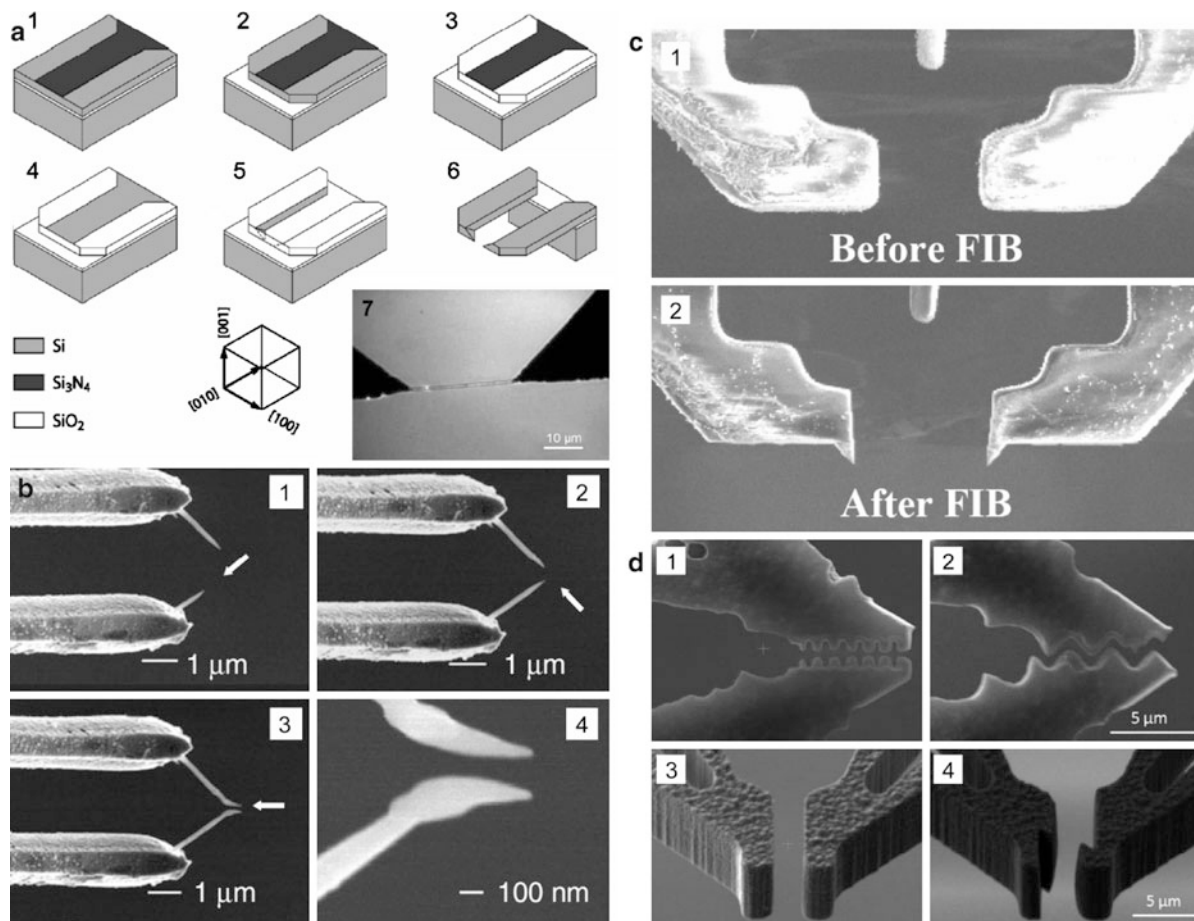 a
1
2
3
4
5
6
Si
Si₃N₄
SiO₂
[001]
[010]
[100]
7
10 µm
b
1
1 µm
2
1 µm
3
1 µm
4
100 nm
c
1
Before FIB
2
After FIB
d
1
2
5 µm
3
4
5 µm